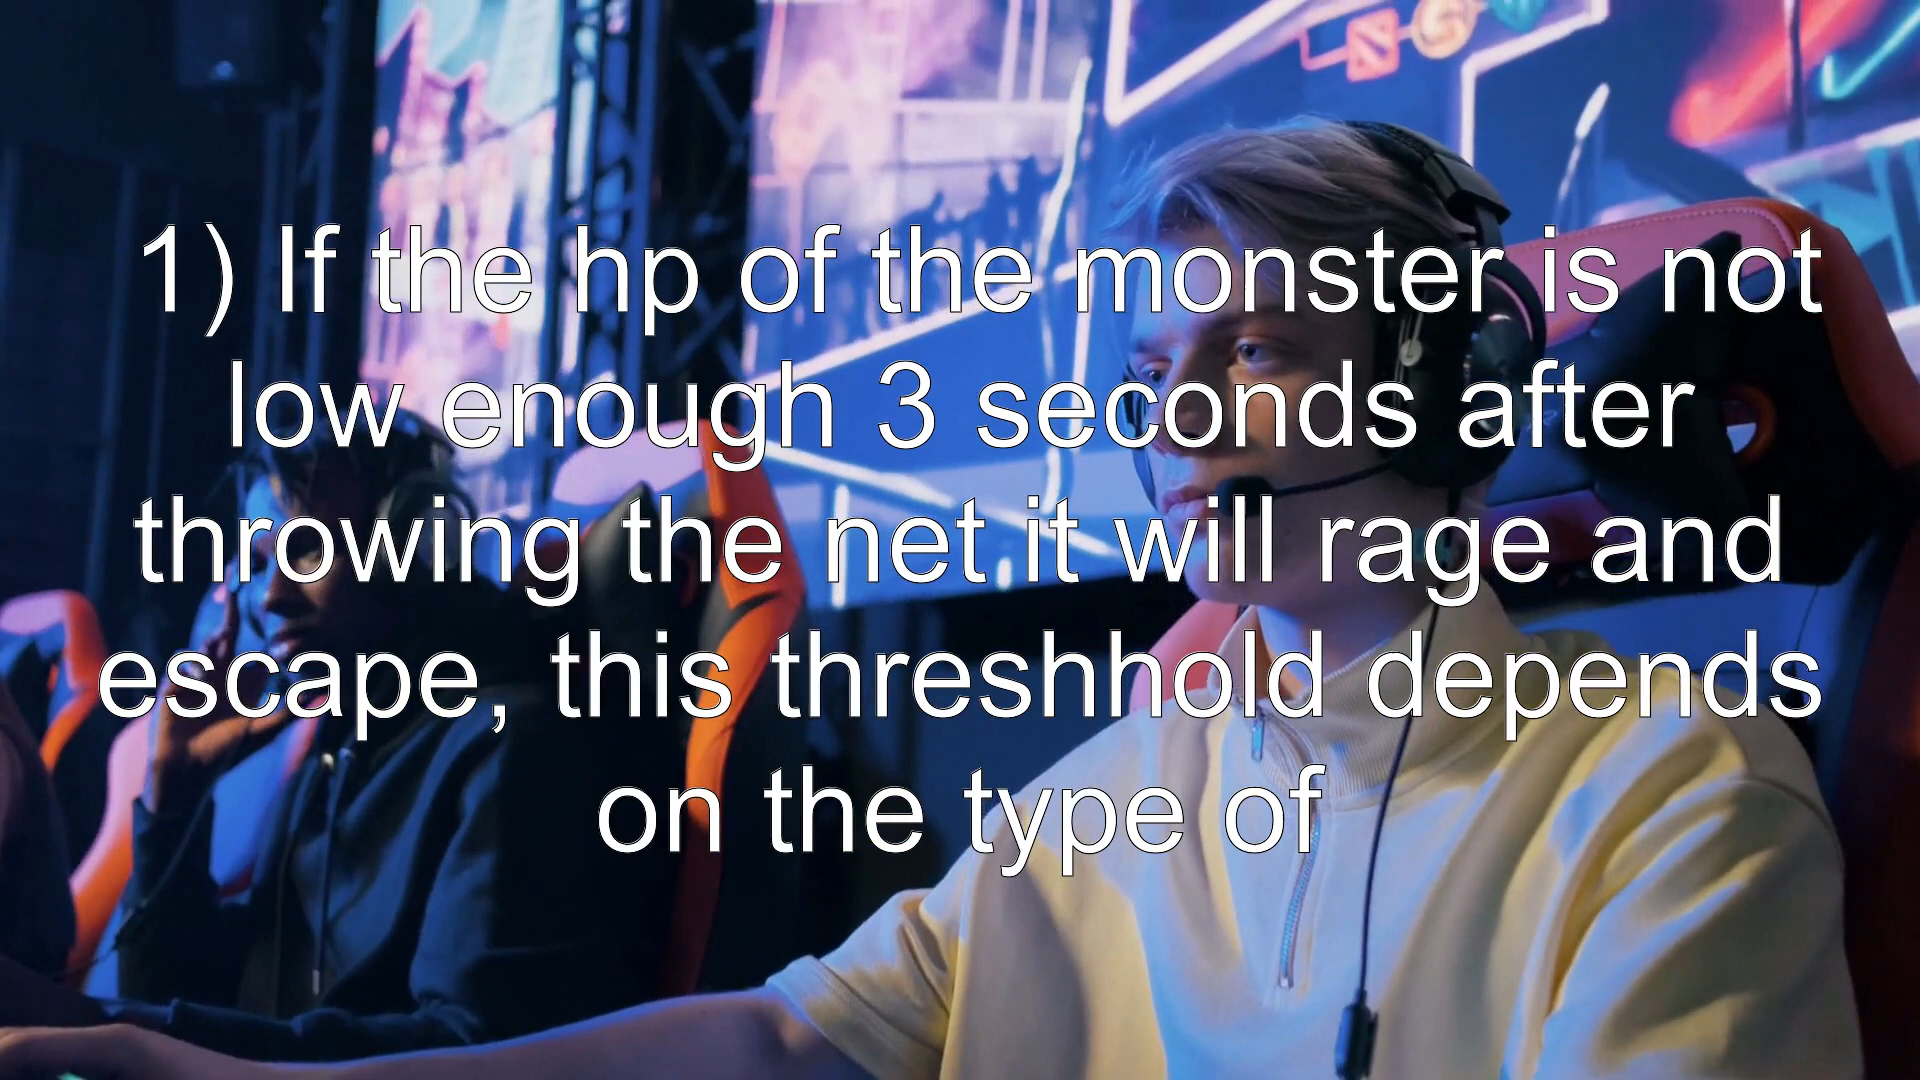 1) If the hp of the monster is not
low enough 3 seconds after
throwing the net it will rage and
escape, this threshhold depends
on the type of